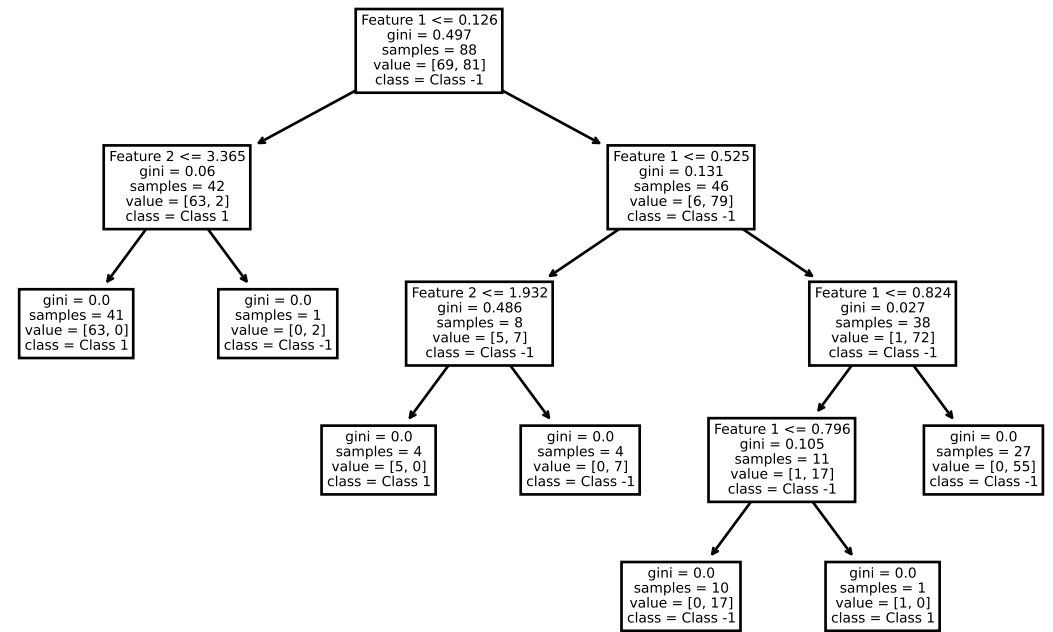 Feature 1 <= 0.126
gini = 0.497
samples = 88
value = [69, 81]
class = Class -1
Feature 2 <= 3.365
gini = 0.06
samples = 42
value = [63, 2]
class = Class 1
Feature 1 <= 0.525
gini = 0.131
samples = 46
value = [6, 79]
class = Class -1
gini = 0.0
samples = 41
value = [63, 0]
class = Class 1
gini = 0.0
samples = 1
value = [0, 2]
class = Class -1
Feature 2 <= 1.932
gini = 0.486
samples = 8
value = [5, 7]
class = Class -1
Feature 1 <= 0.824
gini = 0.027
samples = 38
value = [1, 72]
class = Class -1
gini = 0.0
samples = 4
value = [5, 0]
class = Class 1
gini = 0.0
samples = 4
value = [0, 7]
class = Class -1
Feature 1 <= 0.796
gini = 0.105
samples = 11
value = [1, 17]
class = Class -1
gini = 0.0
samples = 27
value = [0, 55]
class = Class -1
gini = 0.0
samples = 10
value = [0, 17]
class = Class -1
gini = 0.0
samples = 1
value = [1, 0]
class = Class 1